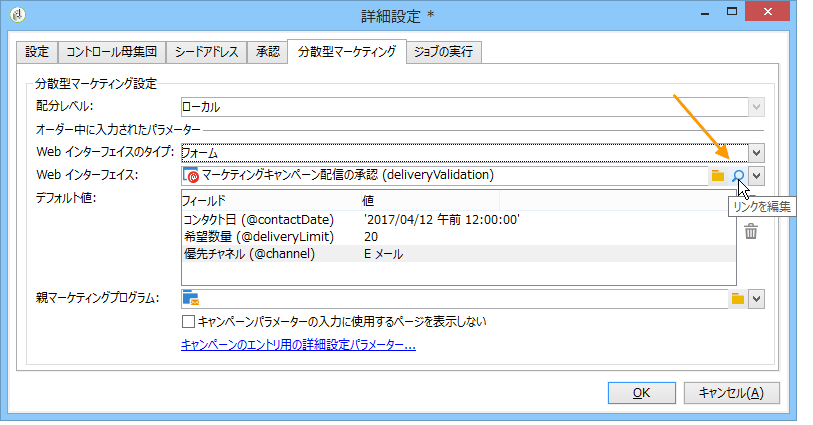 詳細設定 *
設定 コントロール母集団 シードアドレス 承認 分散型マーケティング ジョブの実行
分散型マーケティング設定
配分レベル: ローカル
オーダー中に入力されたパラメーター
Web インターフェイスのタイプ: フォーム
Web インターフェイス: マーケティングキャンペーン配信の承認 (deliveryValidation)
リンクを編集
デフォルト値: フィールド 値
コンタクト日 (@contactDate) '2017/04/12 午前 12:00:00'
希望数量 (@deliveryLimit) 20
優先チャネル (@channel) E メール
親マーケティングプログラム:
キャンペーンパラメーターの入力に使用するページを表示しない
キャンペーンのエントリ用の詳細設定パラメーター...
OK キャンセル(A)